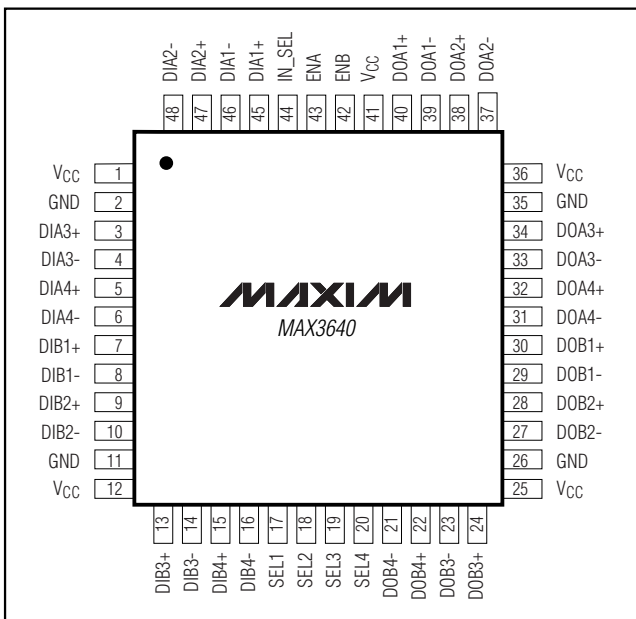 DIA2- DIA2+ DIA1- DIA1+ IN_SEL ENA ENB VCC DOA1+ DOA1- DOA2+ DOA2-
48 47 46 45 44 43 42 41 40 39 38 37
VCC 1 36 VCC
GND 2 35 GND
DIA3+ 3 34 DOA3+
DIA3- 4 33 DOA3-
DIA4+ 5 32 DOA4+
DIA4- 6 31 DOA4-
DIB1+ 7 30 DOB1+
DIB1- 8 29 DOB1-
DIB2+ 9 28 DOB2+
DIB2- 10 27 DOB2-
GND 11 26 GND
VCC 12 25 VCC
MAXIM
MAX3640
13 14 15 16 17 18 19 20 21 22 23 24
DIB3+ DIB3- DIB4+ DIB4- SEL1 SEL2 SEL3 SEL4 DOB4- DOB4+ DOB3- DOB3+